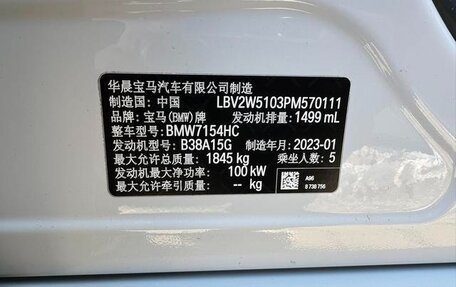 华晨宝马汽车有限公司制造
制造国：中国 LBV2W5103PM570111
品牌：宝马(BMW)牌 发动机排量：1499 mL
整车型号：BMW7154HC
发动机型号：B38A15G 制造年月：2023-01
最大允许总质量：1845 kg 乘坐人数：5
发动机最大净功率：100 kW
最大允许牵引质量：-- kg
A96
8 738 756